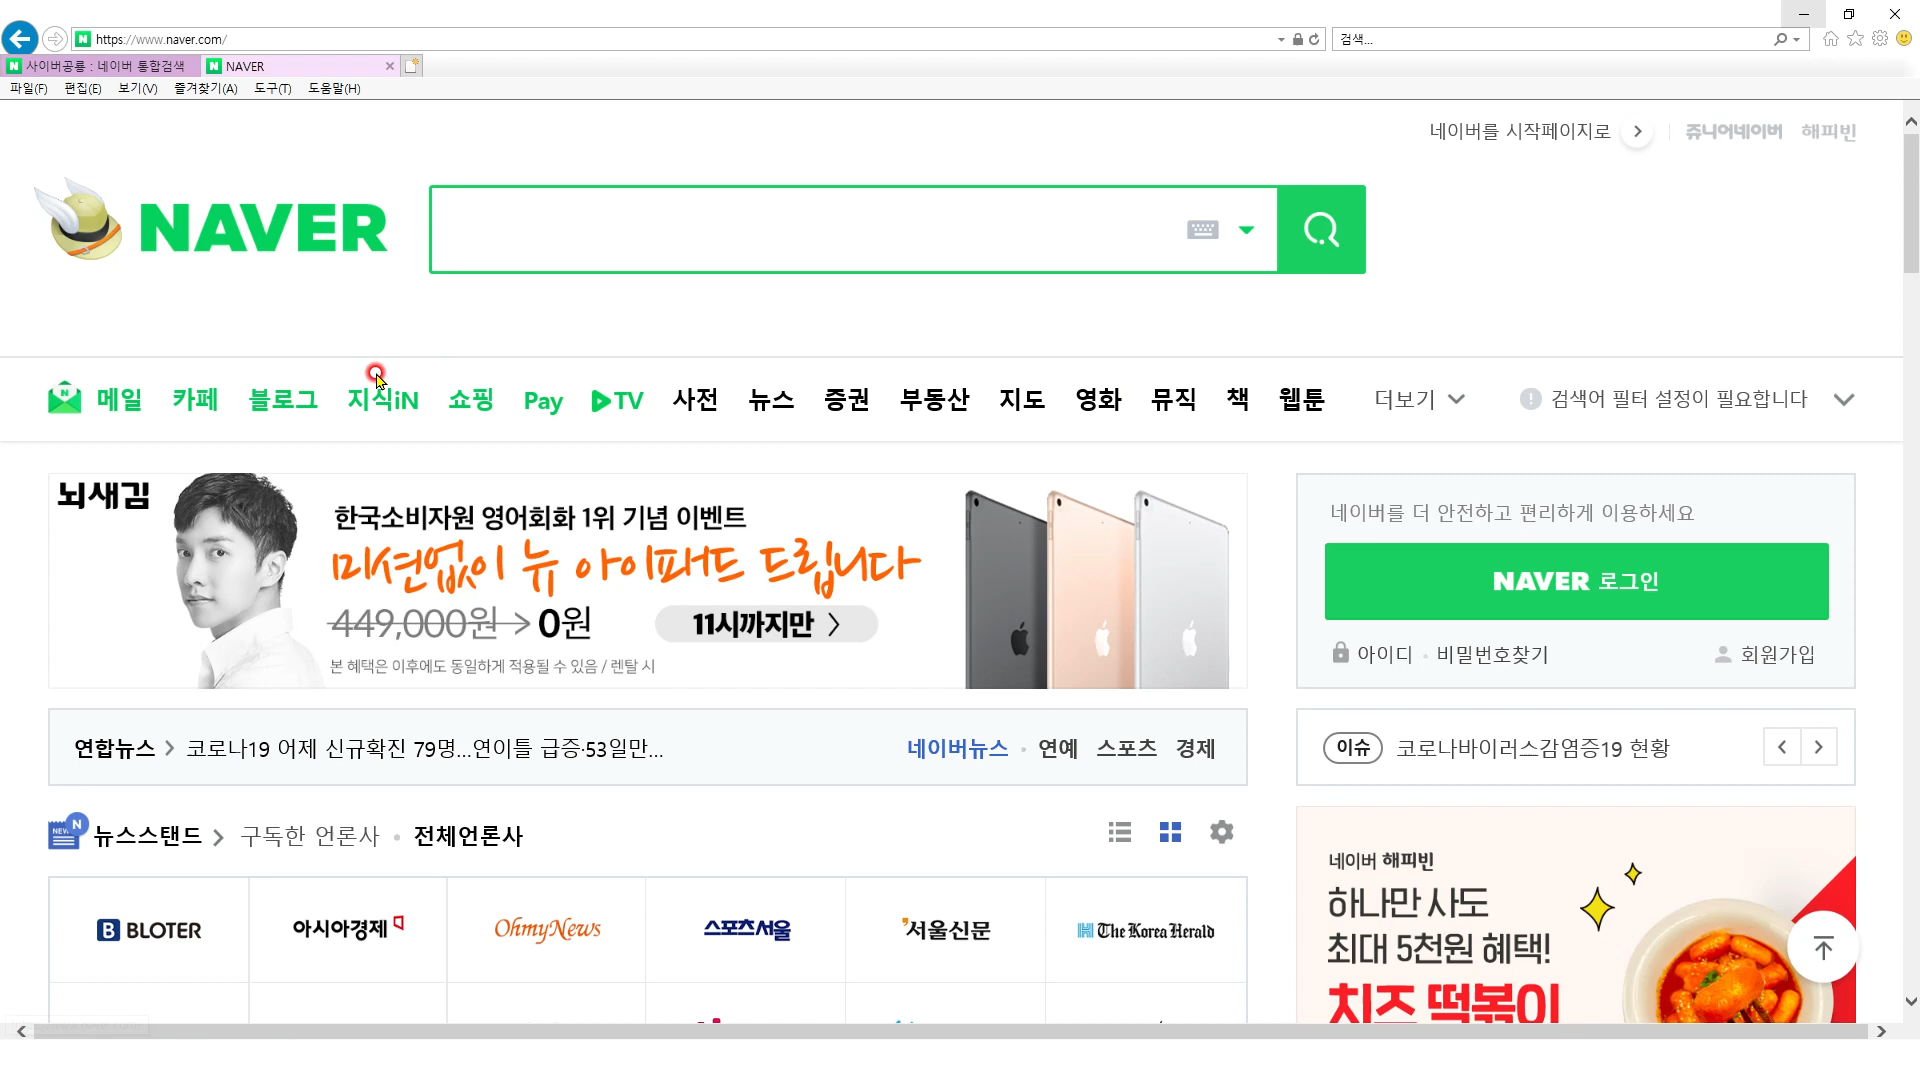 https://www.naver.com/
검색...
사이버공룡 : 네이버 통합검색
NAVER
파일(F) 편집(E) 보기(V) 즐겨찾기(A) 도구(T) 도움말(H)
네이버를 시작페이지로
쥬니어네이버 해피빈
NAVER
메일 카페 블로그 지식iN 쇼핑 Pay TV 사전 뉴스 증권 부동산 지도 영화 뮤직 책 웹툰 더보기
검색어 필터 설정이 필요합니다
뇌새김
한국소비자원 영어회화 1위 기념 이벤트
미션없이 뉴 아이패드 드립니다
449,000원 > 0원
11시까지만 >
본 혜택은 이후에도 동일하게 적용될 수 있음 / 렌탈 시
네이버를 더 안전하고 편리하게 이용하세요
NAVER 로그인
아이디 · 비밀번호찾기
회원가입
연합뉴스 > 코로나19 어제 신규확진 79명...연이틀 급증·53일만...
네이버뉴스 · 연예 스포츠 경제
이슈 코로나바이러스감염증19 현황
NEW N
뉴스스탠드 > 구독한 언론사 · 전체언론사
B BLOTER
아시아경제
OhmyNews
스포츠서울
서울신문
The Korea Herald
네이버 해피빈
하나만 사도
최대 5천원 혜택!
치즈 떡볶이